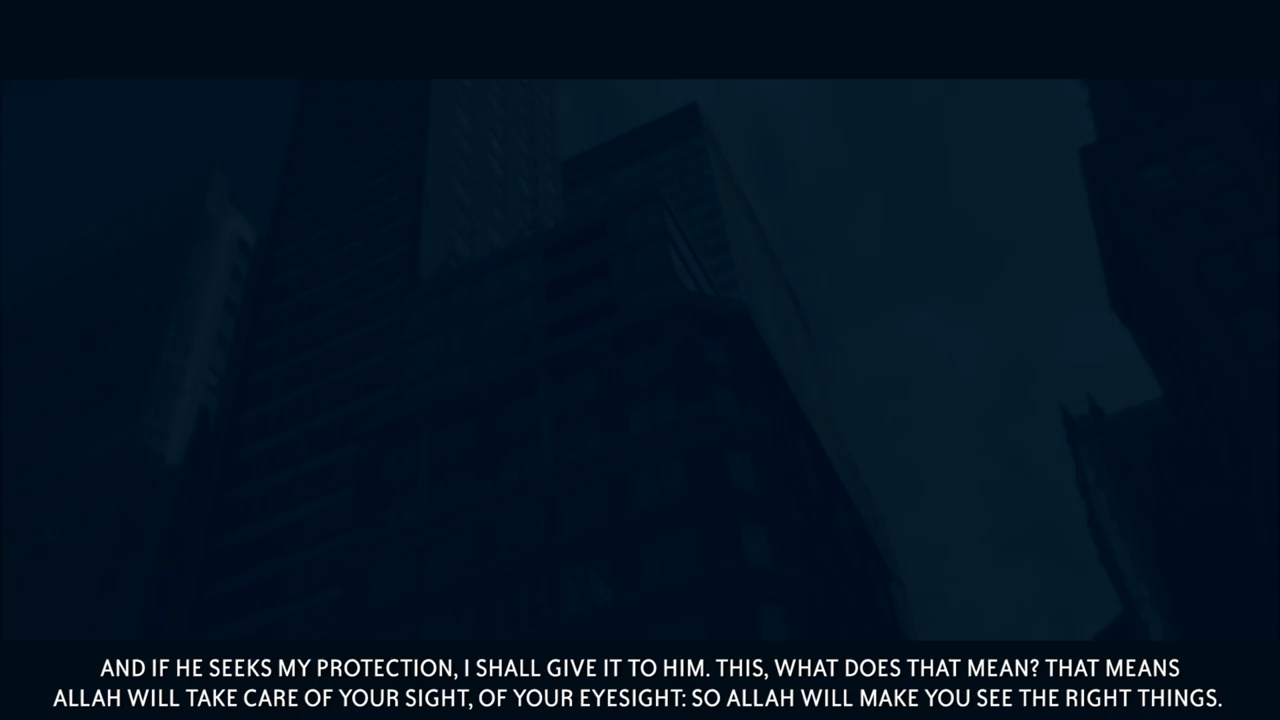 AND IF HE SEEKS MY PROTECTION, I SHALL GIVE IT TO HIM. THIS, WHAT DOES THAT MEAN? THAT MEANS
ALLAH WILL TAKE CARE OF YOUR SIGHT, OF YOUR EYESIGHT: SO ALLAH WILL MAKE YOU SEE THE RIGHT THINGS.